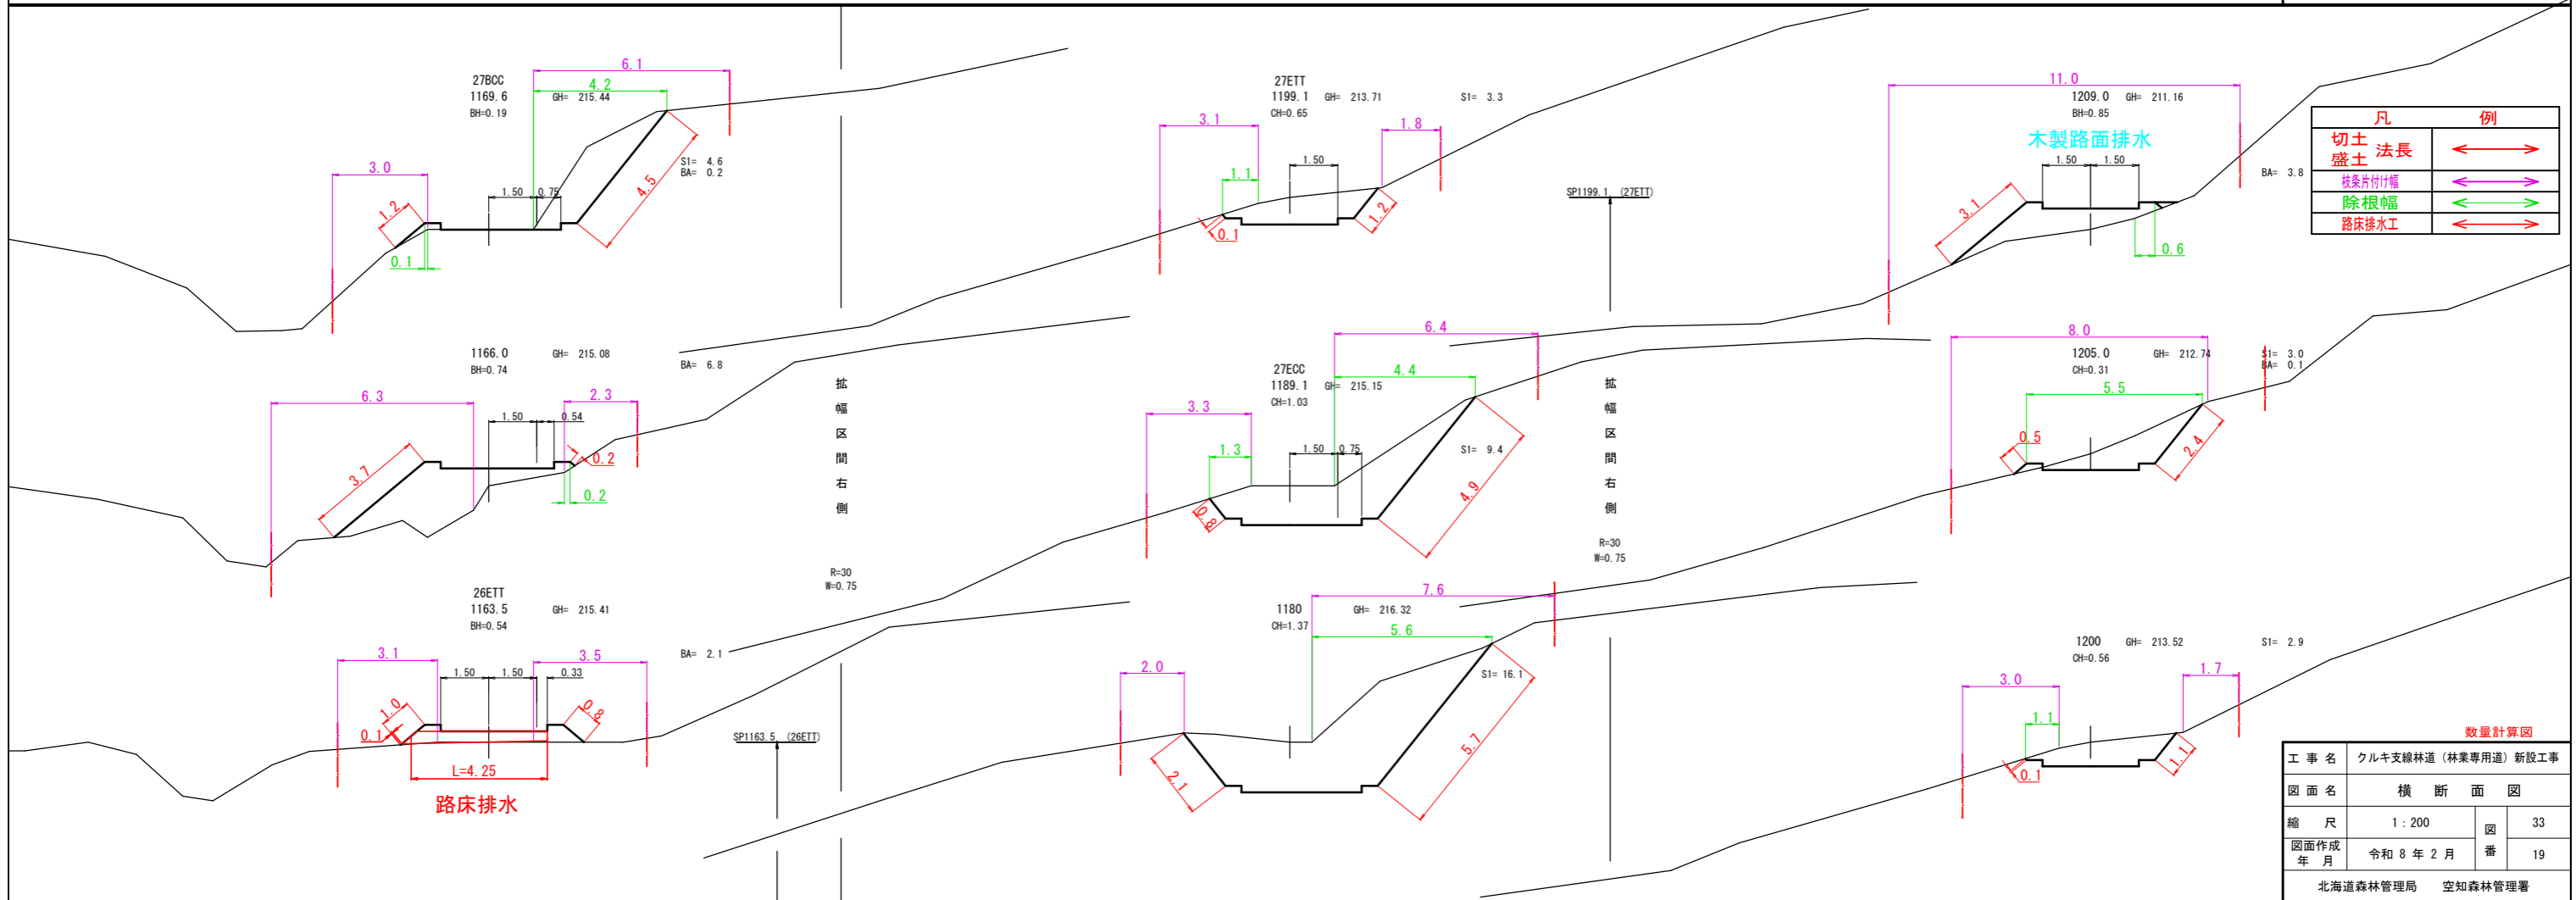 27BCC
1169.6 GH= 215.44
BH=0.19
6.1
4.2
3.0
1.50 0.75
1.2
0.1
4.5
S1= 4.6
BA= 0.2
1166.0 GH= 215.08
BH=0.74
BA= 6.8
6.3
2.3
1.50 0.54
3.7
0.2
0.2
26ETT
1163.5 GH= 215.41
BH=0.54
BA= 2.1
3.1
3.5
1.50 1.50 0.33
1.0
0.8
0.1
L=4.25
路床排水
拡幅区間右側
R=30
W=0.75
SP1163.5 (26ETT)
27ETT
1199.1 GH= 213.71 S1= 3.3
CH=0.65
3.1
1.8
1.50
1.1
0.1
1.2
27ECC
1189.1 GH= 215.15
CH=1.03
6.4
4.4
3.3
1.3
1.50 0.75
S1= 9.4
0.8
4.9
1180 GH= 216.32
CH=1.37
7.6
5.6
2.0
S1= 16.1
2.1
5.7
SP1199.1 (27ETT)
拡幅区間右側
R=30
W=0.75
11.0
1209.0 GH= 211.16
BH=0.85
木製路面排水
1.50 1.50
BA= 3.8
3.1
0.6
8.0
1205.0 GH= 212.74 S1= 3.0
CH=0.31 BA= 0.1
5.5
0.5
2.4
1200 GH= 213.52 S1= 2.9
CH=0.56
1.7
3.0
1.1
0.1
1.1
凡 例
切土
盛土 法長
枝条片付け幅
除根幅
路床排水工
数量計算図
工事名 クルキ支線林道（林業専用道）新設工事
図面名 横断面図
縮尺 1：200 図番 33
図面作成年月 令和 8 年 2 月 19
北海道森林管理局 空知森林管理署